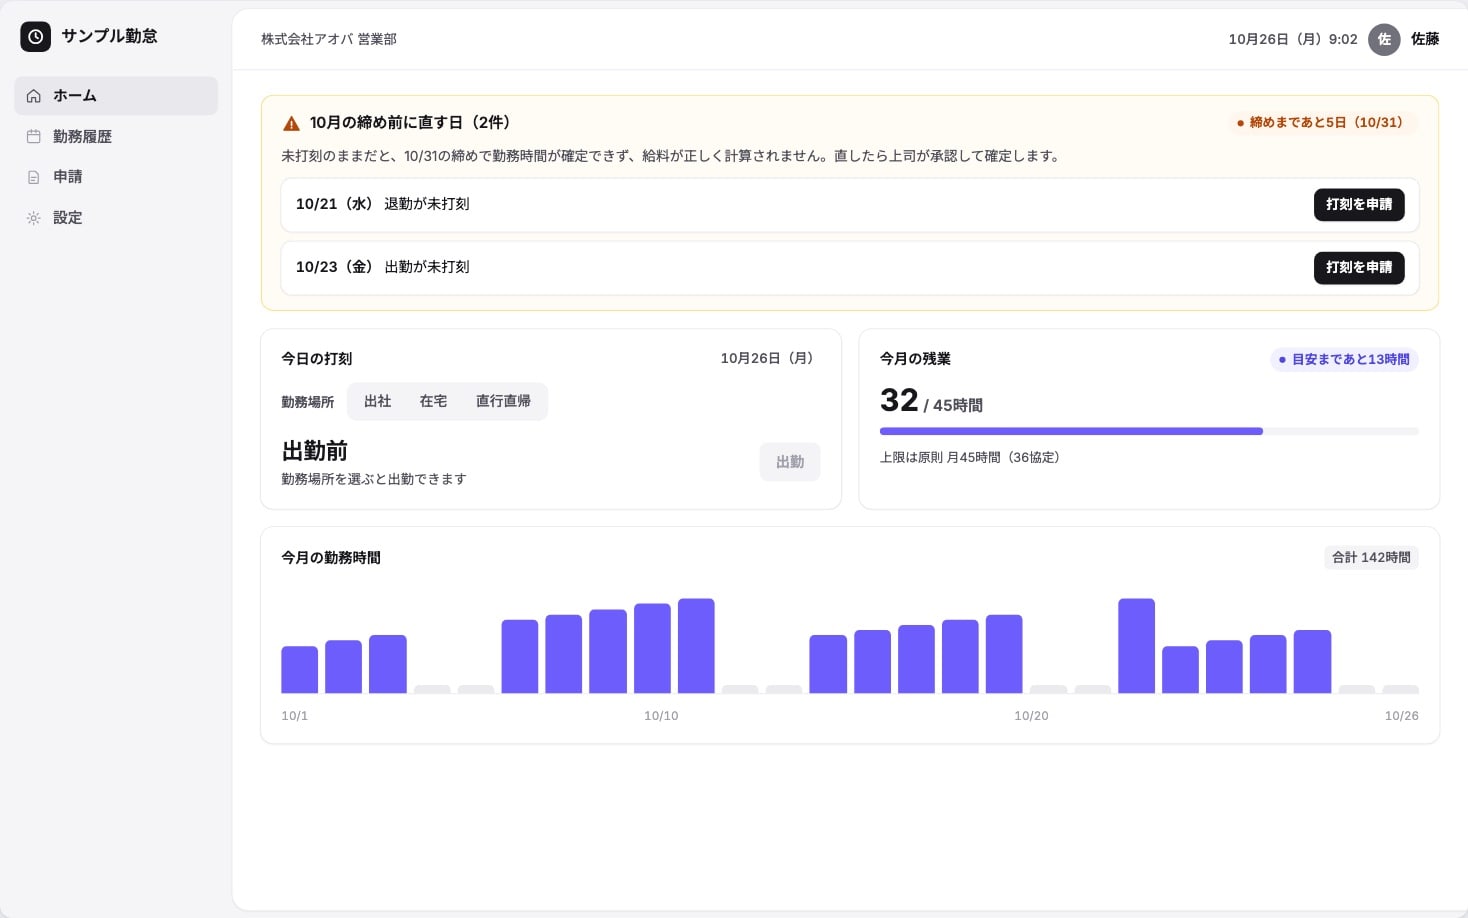 サンプル勤怠
ホーム
勤務履歴
申請
設定
株式会社アオバ 営業部
10月26日（月）9:02 佐 佐藤
10月の締め前に直す日（2件）
締めまであと5日（10/31）
未打刻のままだと、10/31の締めで勤務時間が確定できず、給料が正しく計算されません。直したら上司が承認して確定します。
10/21（水） 退勤が未打刻
打刻を申請
10/23（金） 出勤が未打刻
打刻を申請
今日の打刻
10月26日（月）
勤務場所 出社 在宅 直行直帰
出勤前
勤務場所を選ぶと出勤できます
出勤
今月の残業
目安まであと13時間
32 / 45時間
上限は原則 月45時間（36協定）
今月の勤務時間
合計 142時間
10/1 10/10 10/20 10/26